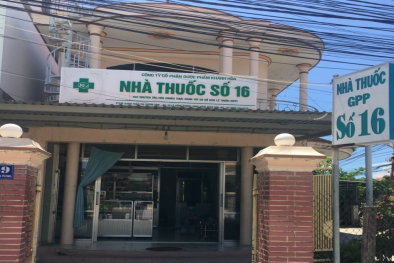 CÔNG TY CỔ PHẦN DƯỢC PHẨM KHÁNH HÒA
NHÀ THUỐC SỐ 16
NHÀ THUỐC
GPP
Số 16